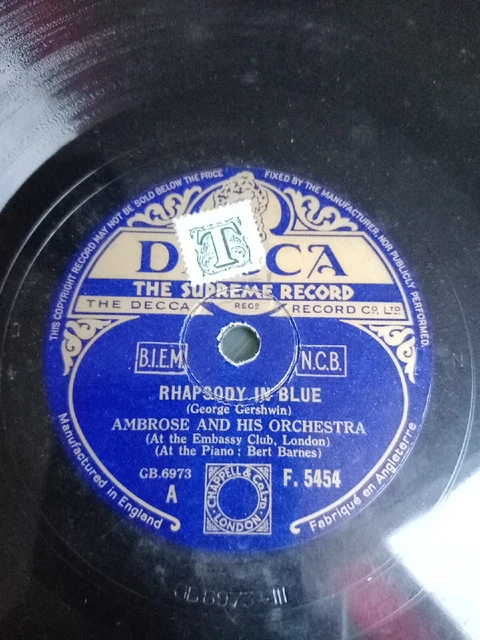 THIS COPYRIGHT RECORD MAY NOT BE SOLD BELOW THE PRICE FIXED BY THE MANUFACTURER NOR PUBLICLY PERFORMED.
T
DECCA
THE SUPREME RECORD
THE DECCA REGD RECORD CO, LTD
B.I.E.M
N.C.B.
RHAPSODY IN BLUE
(George Gershwin)
AMBROSE AND HIS ORCHESTRA
(At the Embassy Club, London)
(At the Piano : Bert Barnes)
GB.6973
A
F. 5454
CHAPPELL & Co LTD
LONDON
Manufactured in England
Fabriqué en Angleterre